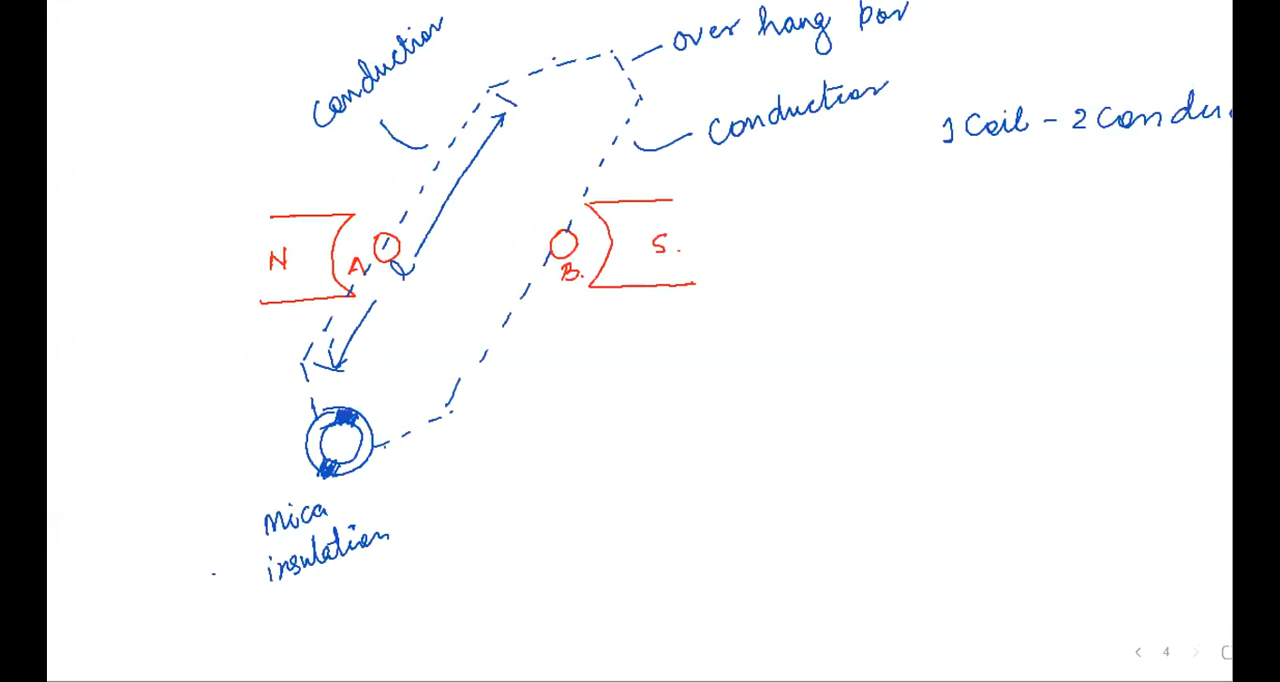 conduction
over hang por
conduction
1 Coil - 2 Condu
N
A
l
B.
S.
mica
insulation
4